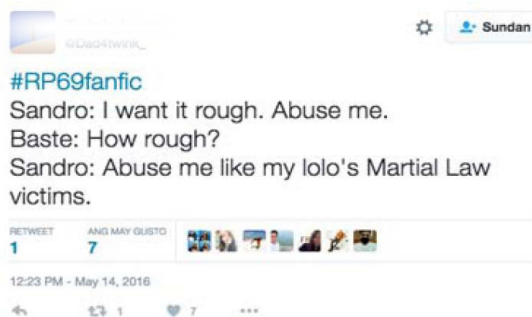 @Dad4twink_
Sundan
#RP69fanfic
Sandro: I want it rough. Abuse me.
Baste: How rough?
Sandro: Abuse me like my lolo's Martial Law
victims.
RETWEET ANG MAY GUSTO
1 7
12:23 PM - May 14, 2016
1 7